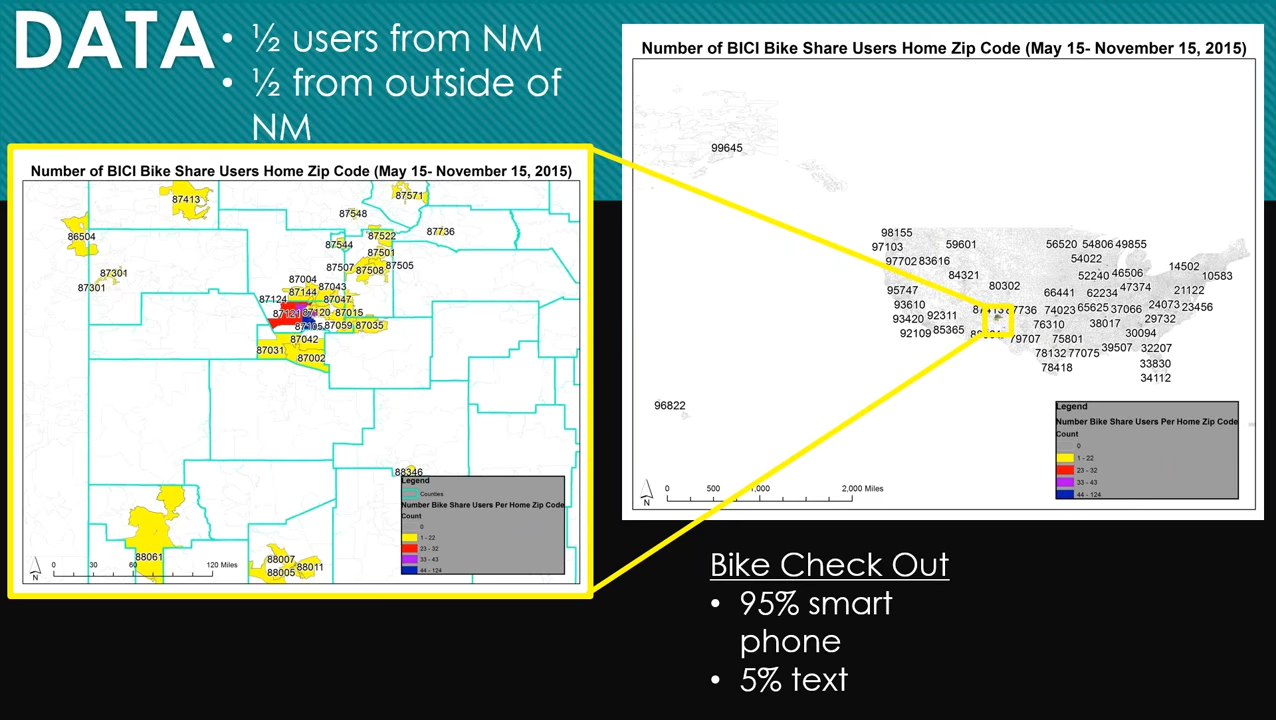 DATA
• ½ users from NM
• ½ from outside of
NM
Number of BICI Bike Share Users Home Zip Code (May 15- November 15, 2015)
87413
87571
87548
86504
87522
87736
87544
87501
87507
87508
87505
87301
87301
87004
87043
87144
87124
87047
87121
87120
87015
87105
87059
87035
87042
87031
87002
88346
88061
88007
88011
88005
Legend
Counties
Number Bike Share Users Per Home Zip Code
Count
0
1 - 22
23 - 32
33 - 43
44 - 124
N
0 30 60 120 Miles
Number of BICI Bike Share Users Home Zip Code (May 15- November 15, 2015)
99645
98155
97103
59601
56520 54806 49855
97702 83616
54022
14502
84321
52240 46506
10583
80302
47374
95747
66441
62234
21122
93610
87736
74023 65625 37066
24073 23456
92311
93420
29732
76310
38017
92109 85365
30094
79707
75801
78132 77075
39507
32207
78418
33830
34112
96822
Legend
Number Bike Share Users Per Home Zip Code
Count
0
1 - 22
23 - 32
33 - 43
44 - 124
N
0 500 1,000 2,000 Miles
Bike Check Out
• 95% smart
phone
• 5% text